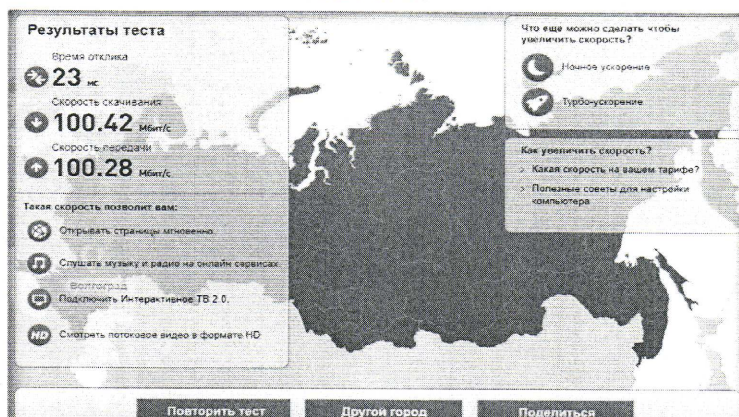 Результаты теста
Время отклика
23 мс
Скорость скачивания
100.42 Мбит/с
Скорость передачи
100.28 Мбит/с
Такая скорость позволит вам:
Открывать страницы мгновенно
Слушать музыку и радио на онлайн сервисах
Волгоград
Подключить Интерактивное ТВ 2.0.
HD Смотреть потоковое видео в формате HD
Что еще можно сделать чтобы
увеличить скорость?
Ночное ускорение
Турбо-ускорение
Как увеличить скорость?
> Какая скорость на вашем тарифе?
> Полезные советы для настройки
компьютера
Повторить тест
Другой город
Поделиться